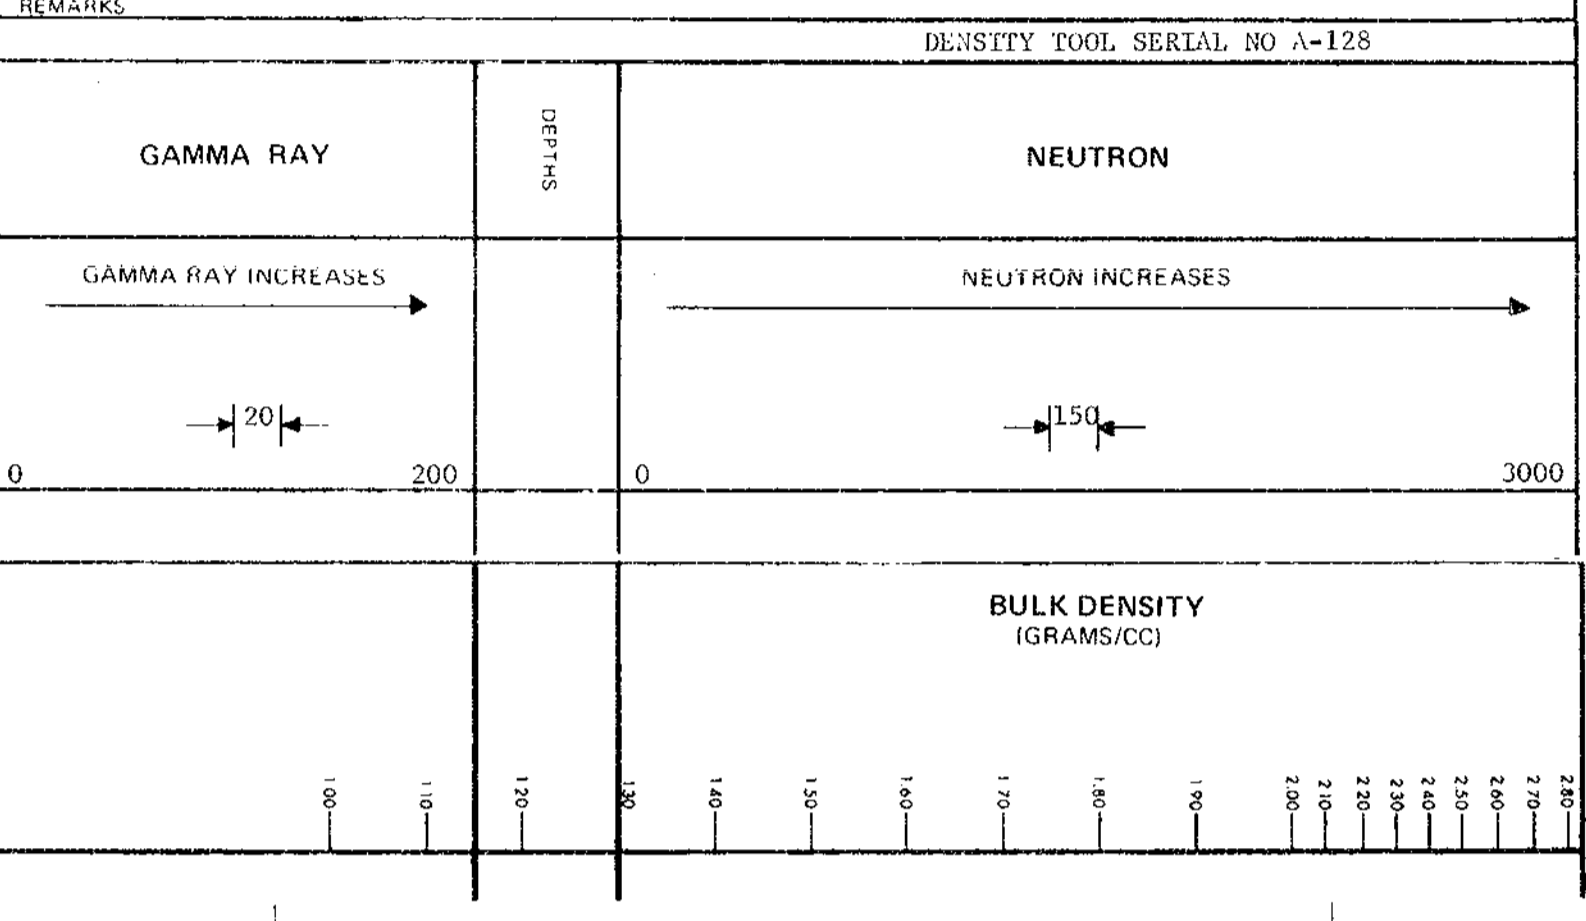 REMARKS
DENSITY TOOL SERIAL NO A-128
GAMMA RAY
DEPTHS
NEUTRON
GAMMA RAY INCREASES
NEUTRON INCREASES
20
150
0
200
0
3000
BULK DENSITY
(GRAMS/CC)
1.00
1.10
1.20
1.30
1.40
1.50
1.60
1.70
1.80
1.90
2.00
2.10
2.20
2.30
2.40
2.50
2.60
2.70
2.80